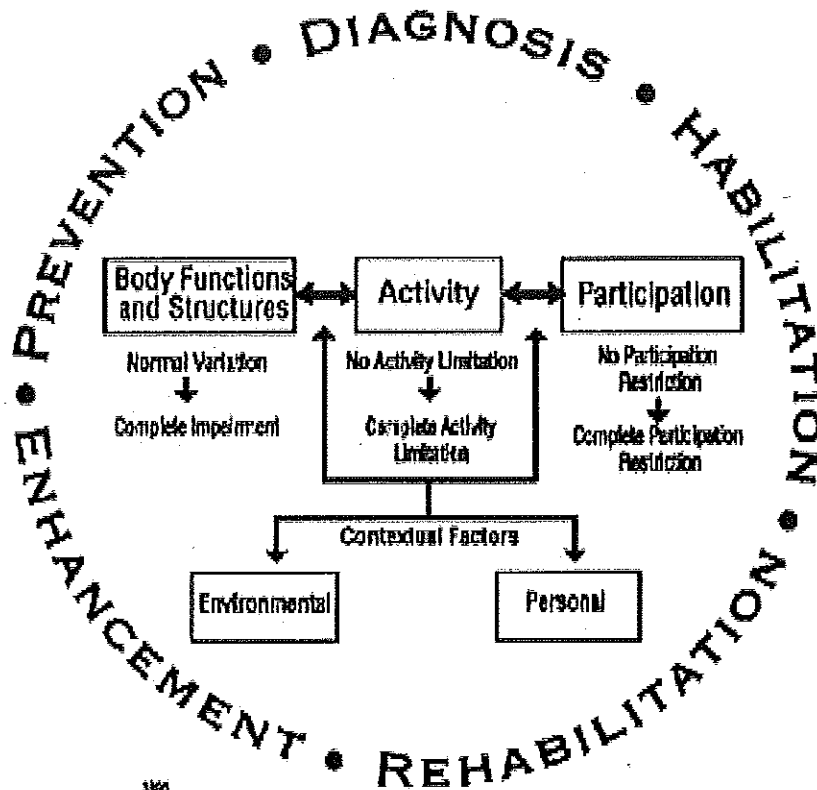 PREVENTION • DIAGNOSIS • HABILITATION • REHABILITATION • ENHANCEMENT •
Body Functions
and Structures
Activity
Participation
Normal Variation
Complete Impairment
No Activity Limitation
Complete Activity
Limitation
No Participation
Restriction
Complete Participation
Restriction
Contextual Factors
Environmental
Personal